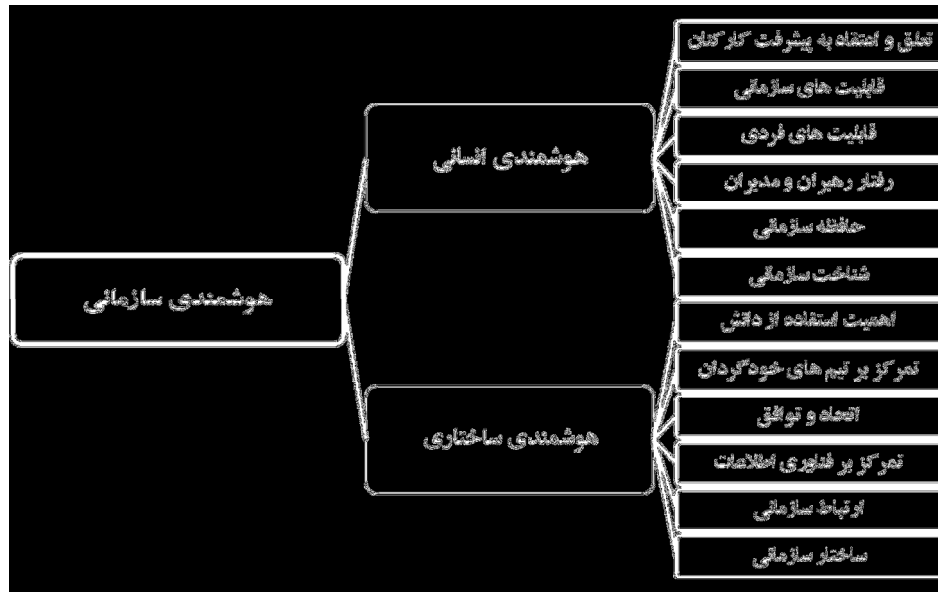 تعلق و اعتقاد به پیشرفت کارکنان
قابلیت های سازمانی
قابلیت های فردی
رفتار رهبران و مدیران
حافظه سازمانی
شناخت سازمانی
هوشمندی انسانی
هوشمندی سازمانی
اهمیت استفاده از دانش
تمرکز بر تیم های خودگردان
اتحاد و توافق
تمرکز بر فناوری اطلاعات
ارتباط سازمانی
ساختار سازمانی
هوشمندی ساختاری